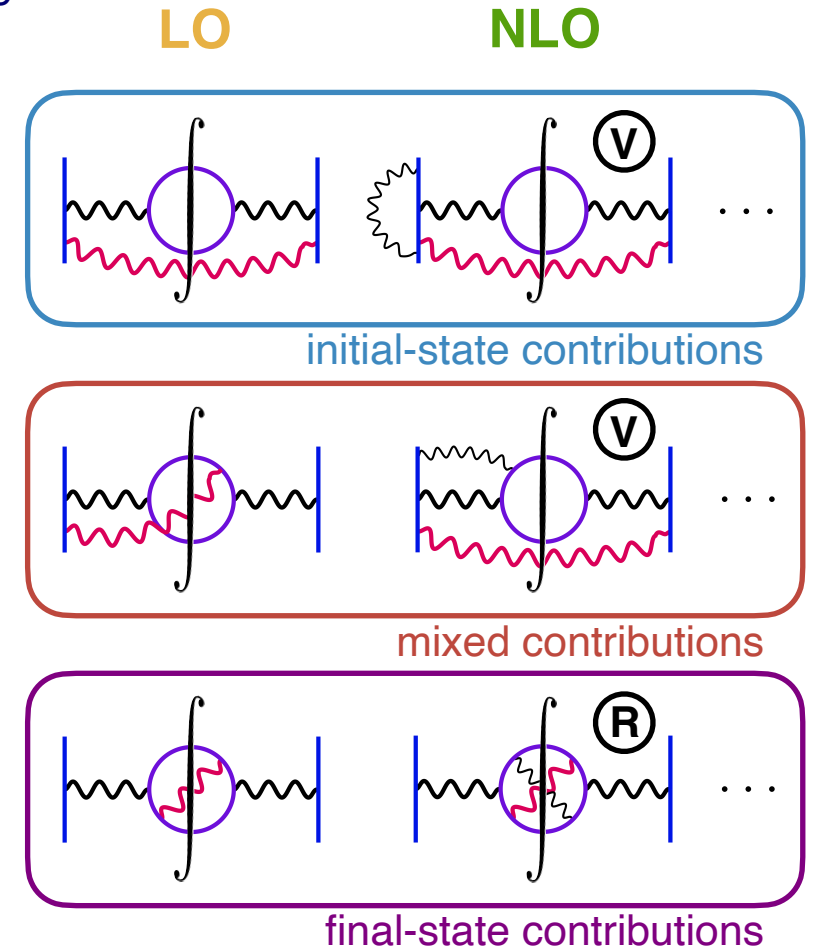 LO NLO
V
. . .
initial-state contributions
V
. . .
mixed contributions
R
. . .
final-state contributions